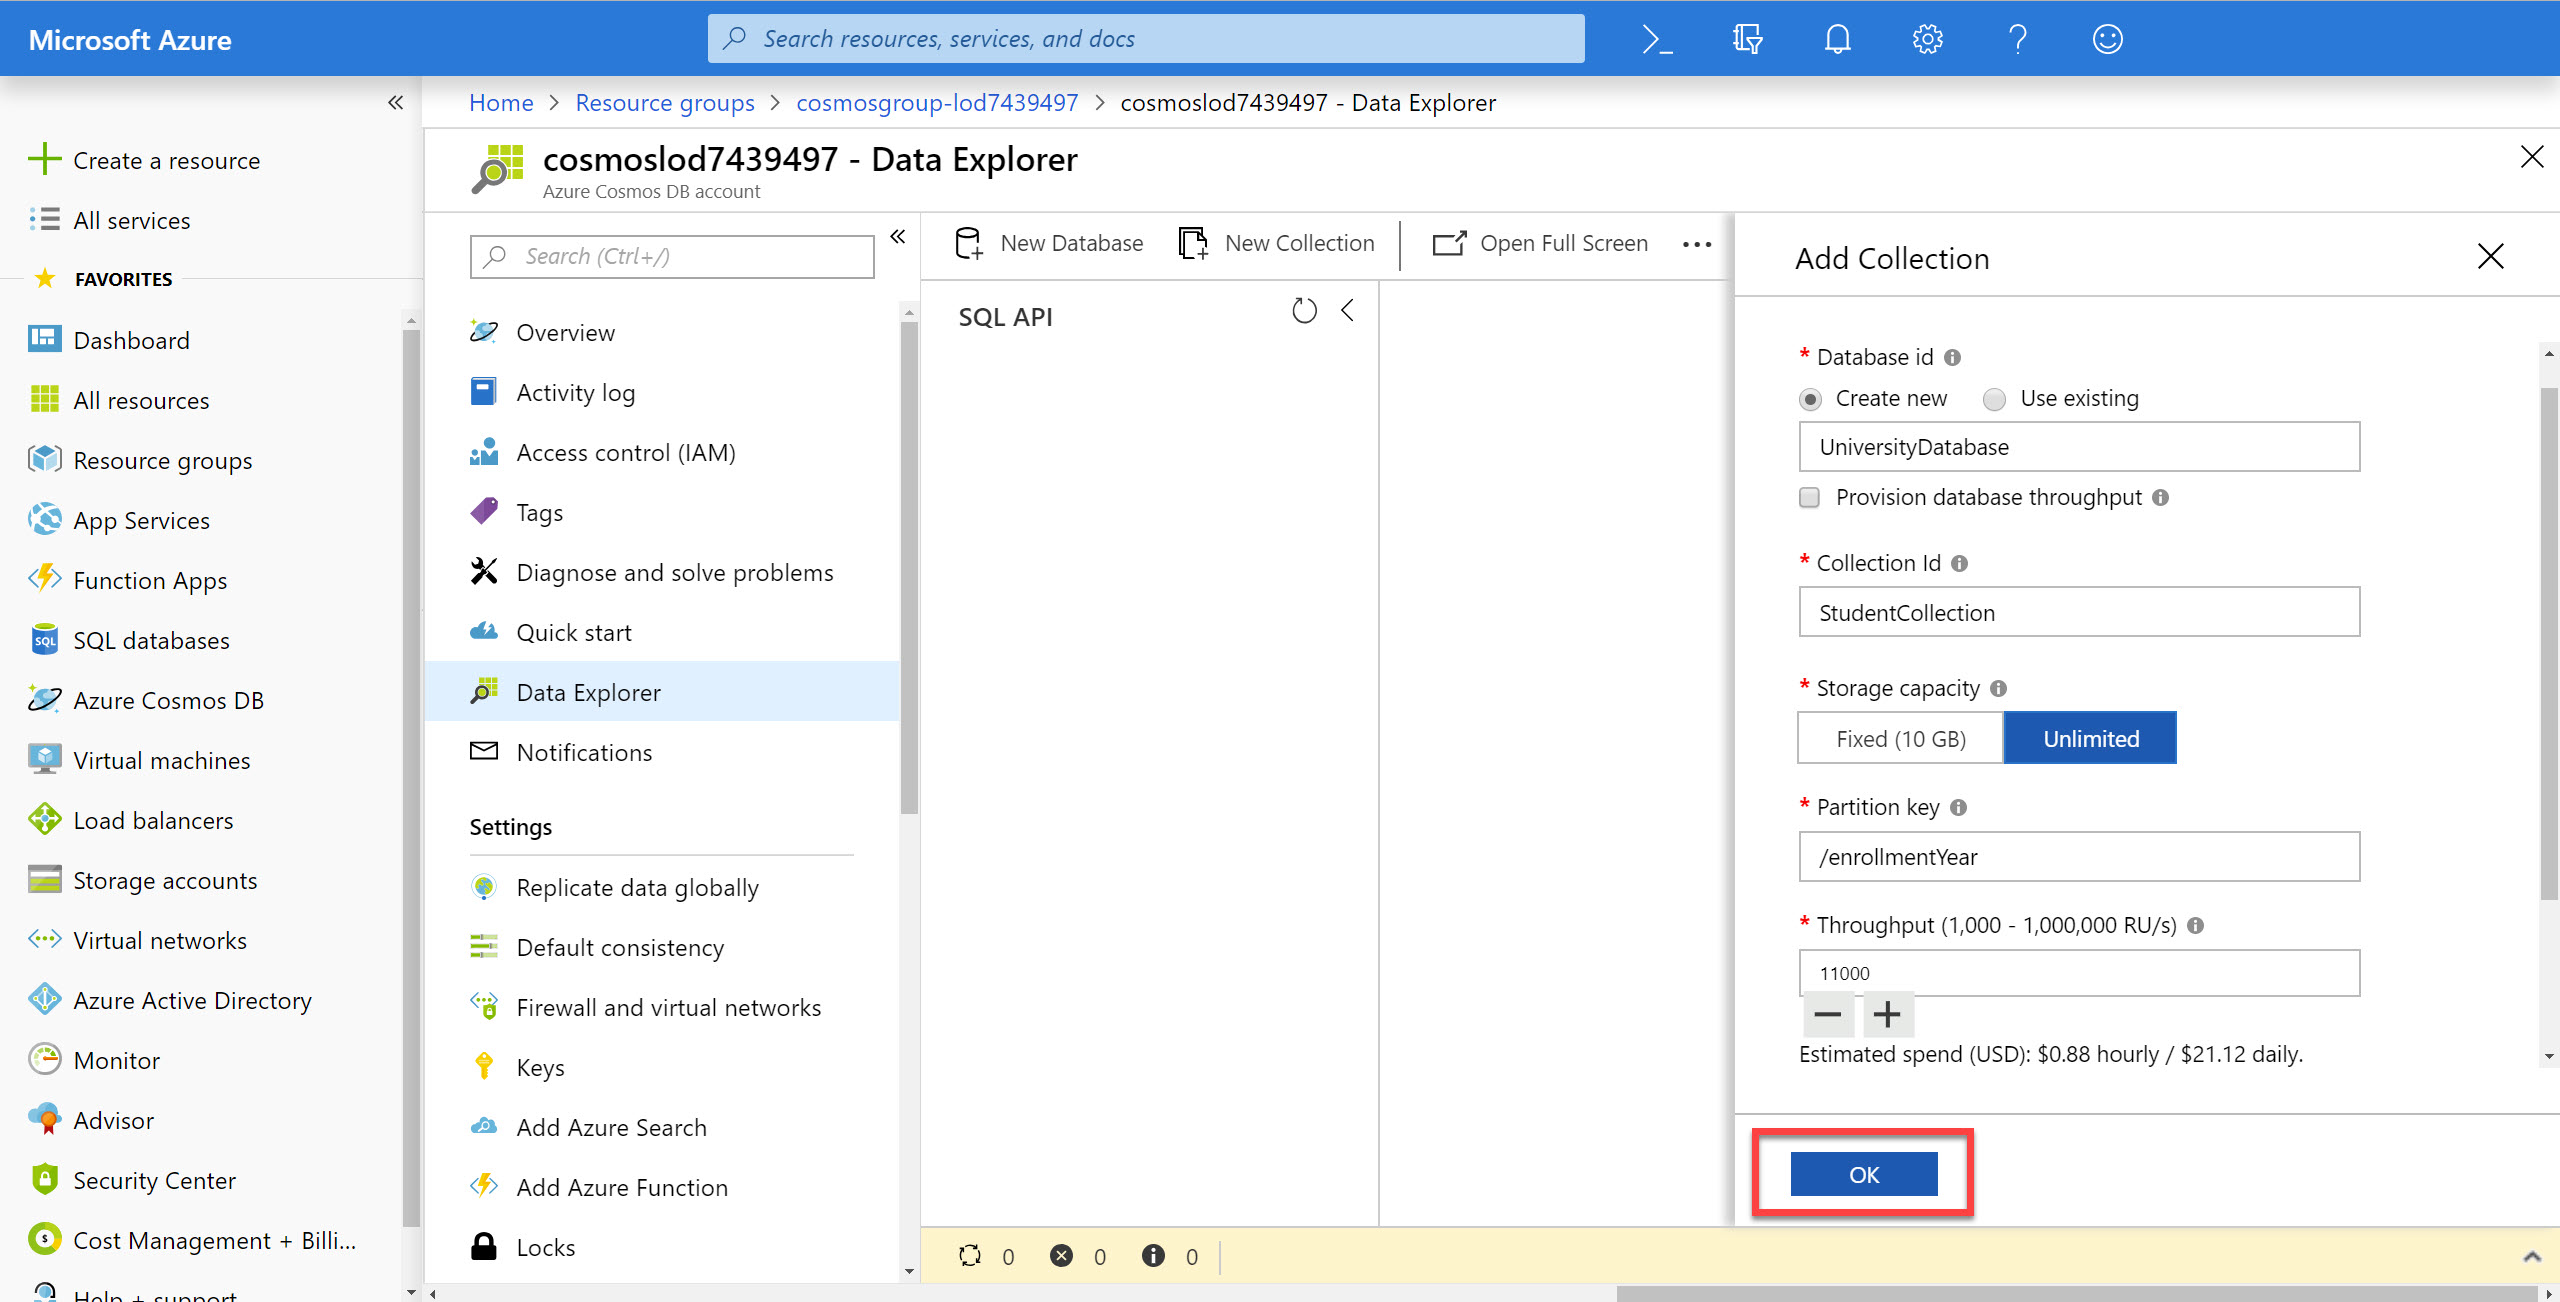 Microsoft Azure
Search resources, services, and docs
Home > Resource groups > cosmosgroup-lod7439497 > cosmoslod7439497 - Data Explorer
Create a resource
All services
FAVORITES
Dashboard
All resources
Resource groups
App Services
Function Apps
SQL
SQL databases
Azure Cosmos DB
Virtual machines
Load balancers
Storage accounts
Virtual networks
Azure Active Directory
Monitor
Advisor
Security Center
Cost Management + Billi...
Help + support
cosmoslod7439497 - Data Explorer
Azure Cosmos DB account
Search (Ctrl+/)
Overview
Activity log
Access control (IAM)
Tags
Diagnose and solve problems
Quick start
Data Explorer
Notifications
Settings
Replicate data globally
Default consistency
Firewall and virtual networks
Keys
Add Azure Search
Add Azure Function
Locks
New Database New Collection Open Full Screen ...
SQL API
0 0 0
Add Collection
* Database id
Create new Use existing
UniversityDatabase
Provision database throughput
* Collection Id
StudentCollection
* Storage capacity
Fixed (10 GB) Unlimited
* Partition key
/enrollmentYear
* Throughput (1,000 - 1,000,000 RU/s)
11000
Estimated spend (USD): $0.88 hourly / $21.12 daily.
OK